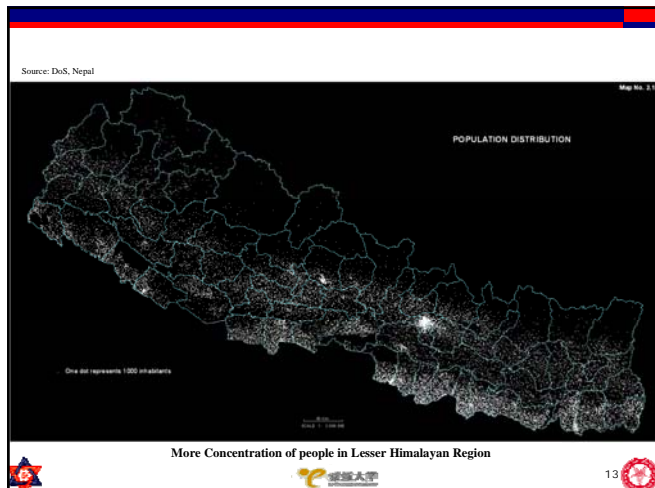 Source: DoS, Nepal
Map No. 2.1
POPULATION DISTRIBUTION
One dot represents 1000 inhabitants
More Concentration of people in Lesser Himalayan Region
13